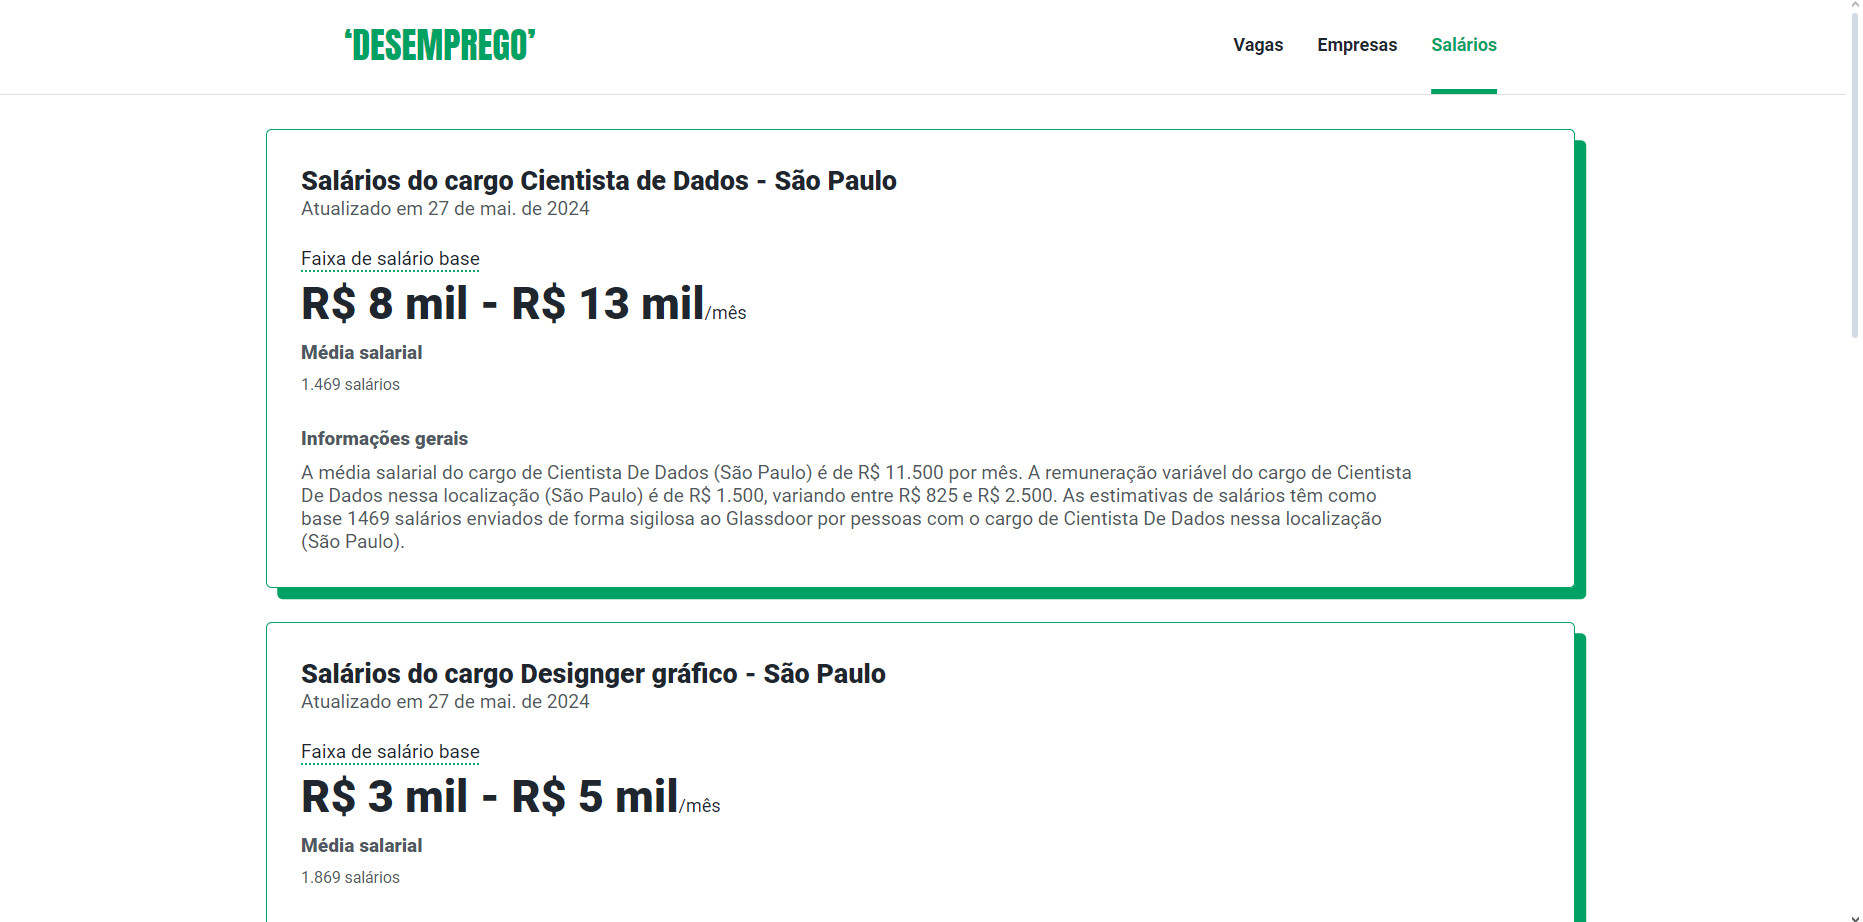 ‘DESEMPREGO’
Vagas Empresas Salários
Salários do cargo Cientista de Dados - São Paulo
Atualizado em 27 de mai. de 2024
Faixa de salário base
R$ 8 mil - R$ 13 mil/mês
Média salarial
1.469 salários
Informações gerais
A média salarial do cargo de Cientista De Dados (São Paulo) é de R$ 11.500 por mês. A remuneração variável do cargo de Cientista
De Dados nessa localização (São Paulo) é de R$ 1.500, variando entre R$ 825 e R$ 2.500. As estimativas de salários têm como
base 1469 salários enviados de forma sigilosa ao Glassdoor por pessoas com o cargo de Cientista De Dados nessa localização
(São Paulo).
Salários do cargo Designger gráfico - São Paulo
Atualizado em 27 de mai. de 2024
Faixa de salário base
R$ 3 mil - R$ 5 mil/mês
Média salarial
1.869 salários